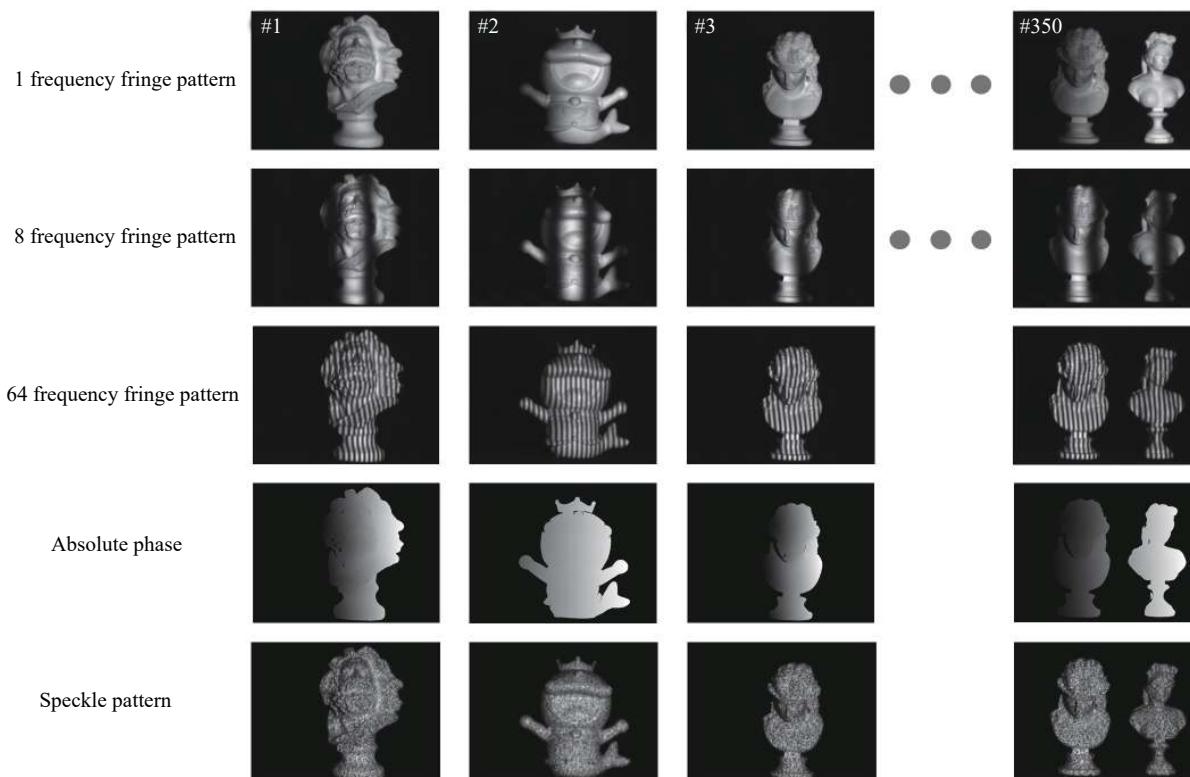 #1
#2
#3
#350
1 frequency fringe pattern
8 frequency fringe pattern
64 frequency fringe pattern
Absolute phase
Speckle pattern